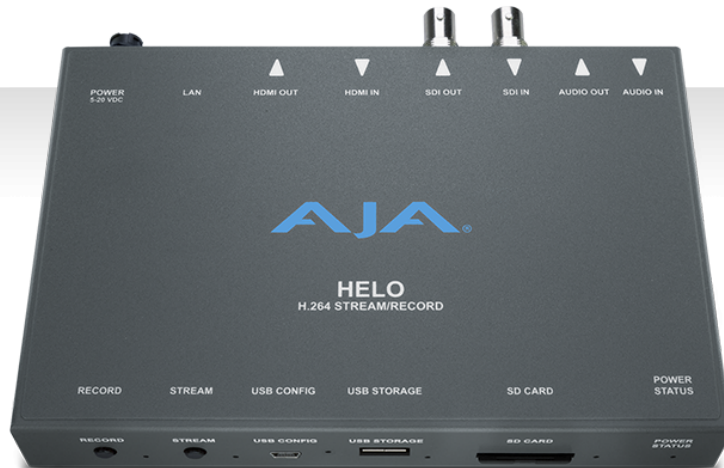 POWER
5-20 VDC
LAN
HDMI OUT
HDMI IN
SDI OUT
SDI IN
AUDIO OUT
AUDIO IN
AJA®
HELO
H.264 STREAM/RECORD
RECORD
STREAM
USB CONFIG
USB STORAGE
SD CARD
POWER
STATUS
RECORD
STREAM
USB CONFIG
USB STORAGE
SD CARD
POWER
STATUS